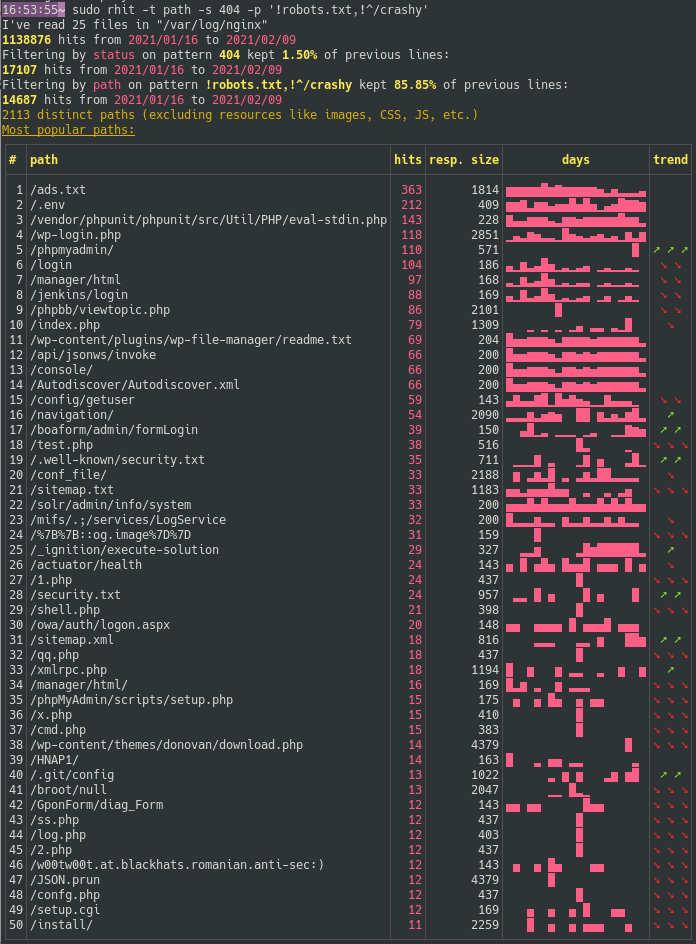 16:53:55~ sudo rhit -t path -s 404 -p '!robots.txt,!^/crashy'
I've read 25 files in "/var/log/nginx"
1138876 hits from 2021/01/16 to 2021/02/09
Filtering by status on pattern 404 kept 1.50% of previous lines:
17107 hits from 2021/01/16 to 2021/02/09
Filtering by path on pattern !robots.txt,!^/crashy kept 85.85% of previous lines:
14687 hits from 2021/01/16 to 2021/02/09
2113 distinct paths (excluding resources like images, CSS, JS, etc.)
Most popular paths:
# path hits resp. size days trend
1 /ads.txt 363 1814
2 /.env 212 409
3 /vendor/phpunit/phpunit/src/Util/PHP/eval-stdin.php 143 228
4 /wp-login.php 118 2851
5 /phpmyadmin/ 110 571 ➚ ➚ ➚
6 /login 104 186 ➘ ➘
7 /manager/html 97 168 ➘ ➘
8 /jenkins/login 88 169 ➘ ➘
9 /phpbb/viewtopic.php 86 2101 ➘ ➘
10 /index.php 79 1309 ➘
11 /wp-content/plugins/wp-file-manager/readme.txt 69 204
12 /api/jsonws/invoke 66 200
13 /console/ 66 200
14 /Autodiscover/Autodiscover.xml 66 200
15 /config/getuser 59 143 ➘ ➘
16 /navigation/ 54 2090 ➚
17 /boaform/admin/formLogin 39 150 ➚ ➚
18 /test.php 38 516 ➘ ➘ ➘
19 /.well-known/security.txt 35 711 ➚ ➚
20 /conf_file/ 33 2188 ➘
21 /sitemap.txt 33 1183 ➘ ➘ ➘
22 /solr/admin/info/system 33 200
23 /mifs/.;/services/LogService 32 200 ➘
24 /%7B%7B::og.image%7D%7D 31 159 ➘ ➘ ➘
25 /_ignition/execute-solution 29 327 ➚
26 /actuator/health 24 143 ➘
27 /1.php 24 437 ➘ ➘ ➘
28 /security.txt 24 957 ➚ ➚
29 /shell.php 21 398 ➘ ➘ ➘
30 /owa/auth/logon.aspx 20 148
31 /sitemap.xml 18 816 ➚ ➚
32 /qq.php 18 437 ➘ ➘ ➘
33 /xmlrpc.php 18 1194 ➚
34 /manager/html/ 16 169 ➘ ➘ ➘
35 /phpMyAdmin/scripts/setup.php 15 175 ➘ ➘ ➘
36 /x.php 15 410 ➘ ➘ ➘
37 /cmd.php 15 383 ➘ ➘ ➘
38 /wp-content/themes/donovan/download.php 14 4379 ➘ ➘ ➘
39 /HNAP1/ 14 163
40 /.git/config 13 1022 ➚ ➚
41 /broot/null 13 2047 ➘ ➘ ➘
42 /GponForm/diag_Form 12 143 ➘ ➘ ➘
43 /ss.php 12 437 ➘ ➘ ➘
44 /log.php 12 403 ➘ ➘ ➘
45 /2.php 12 437 ➘ ➘ ➘
46 /w00tw00t.at.blackhats.romanian.anti-sec:) 12 143 ➘ ➘ ➘
47 /JSON.prun 12 4379 ➘ ➘ ➘
48 /confg.php 12 437 ➘ ➘ ➘
49 /setup.cgi 12 169 ➘ ➘ ➘
50 /install/ 11 2259 ➘ ➘ ➘